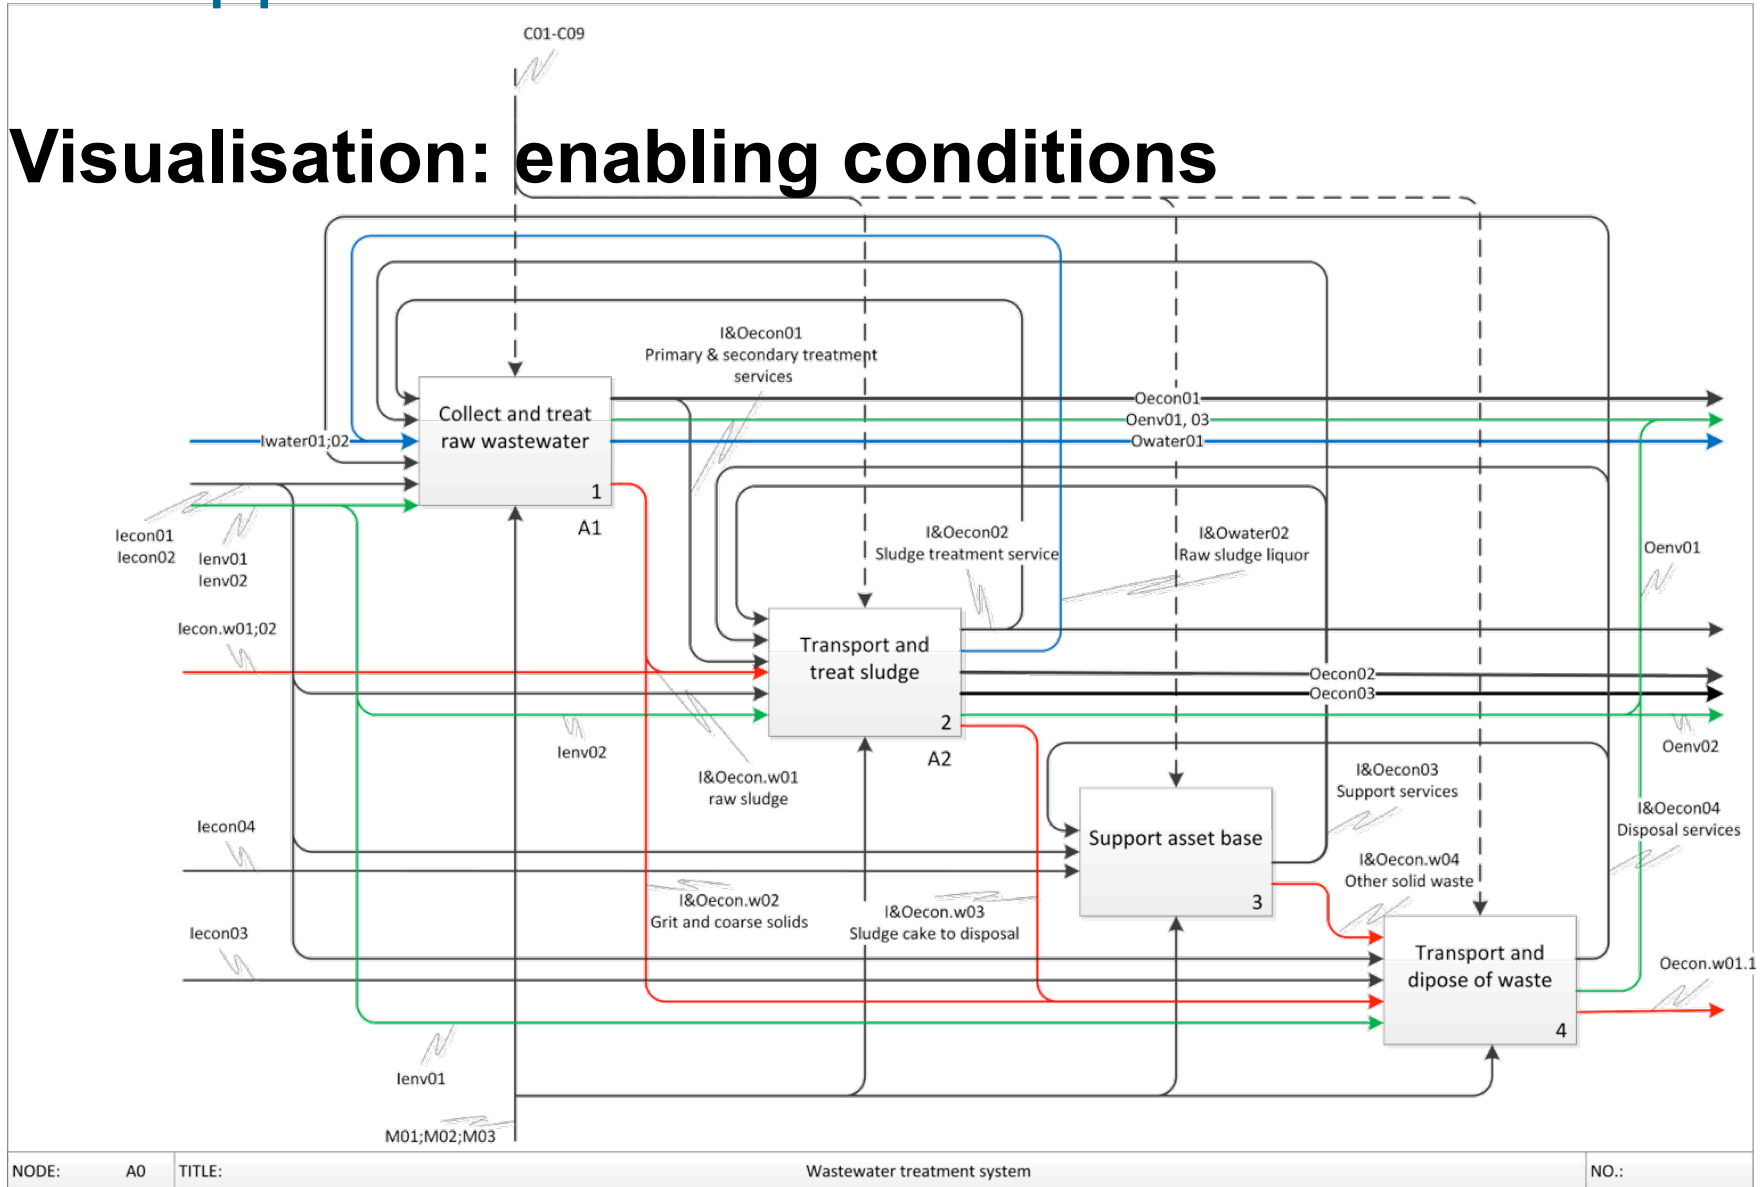 C01-C09
Visualisation: enabling conditions
I&Oecon01
Primary & secondary treatment
services
Collect and treat
raw wastewater
1
A1
Oecon01
Oenv01, 03
Owater01
Iwater01;02
Iecon01
Iecon02
Ienv01
Ienv02
I&Oecon02
Sludge treatment service
I&Owater02
Raw sludge liquor
Oenv01
Iecon.w01;02
Transport and
treat sludge
2
A2
Oecon02
Oecon03
Ienv02
Oenv02
I&Oecon.w01
raw sludge
I&Oecon03
Support services
I&Oecon04
Disposal services
Iecon04
Support asset base
3
I&Oecon.w04
Other solid waste
I&Oecon.w02
Grit and coarse solids
I&Oecon.w03
Sludge cake to disposal
Iecon03
Transport and
dipose of waste
4
Oecon.w01.1
Ienv01
M01;M02;M03
NODE: A0 TITLE: Wastewater treatment system NO.: